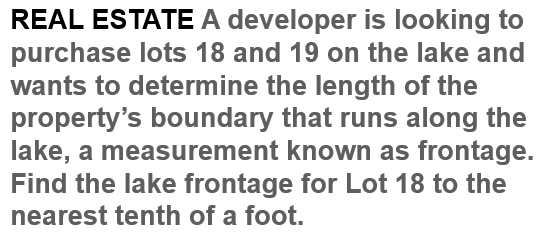 REAL ESTATE A developer is looking to
purchase lots 18 and 19 on the lake and
wants to determine the length of the
property’s boundary that runs along the
lake, a measurement known as frontage.
Find the lake frontage for Lot 18 to the
nearest tenth of a foot.